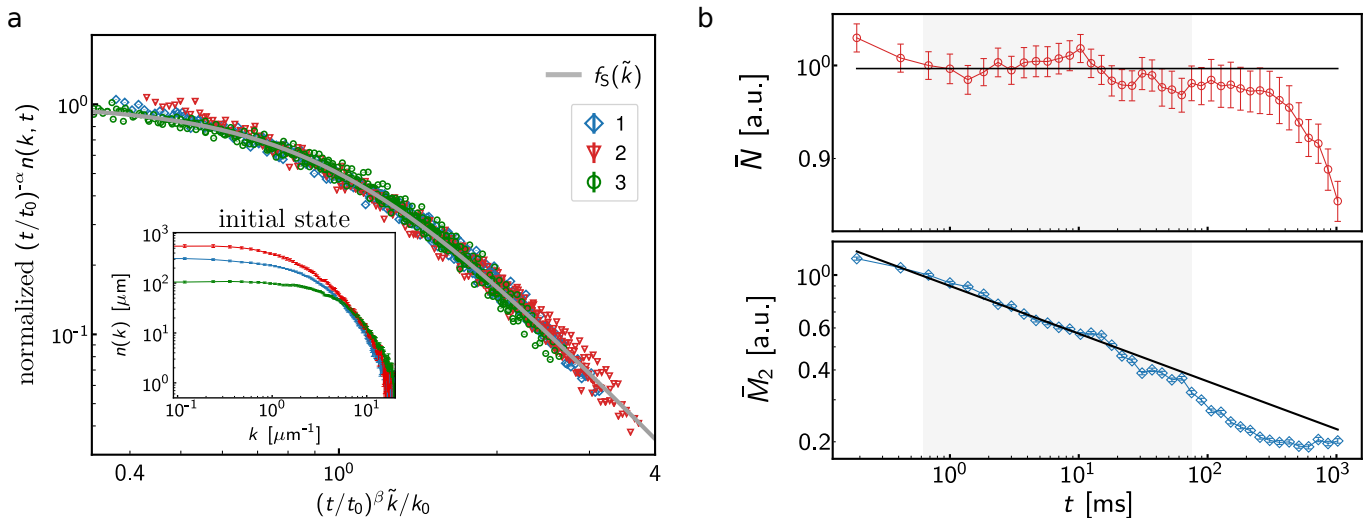 a
normalized (t/t₀)⁻ᵅ n(k, t)
10⁰
10⁻¹
f_S(k̃)
1
2
3
initial state
n(k) [μm]
10³
10²
10¹
10⁰
10⁻¹ 10⁰ 10¹
k [μm⁻¹]
0.4 10⁰ 4
(t/t₀)^β k̃/k₀
b
N̄ [a.u.]
10⁰
0.9
M̄₂ [a.u.]
10⁰
0.6
0.4
0.2
10⁰ 10¹ 10² 10³
t [ms]